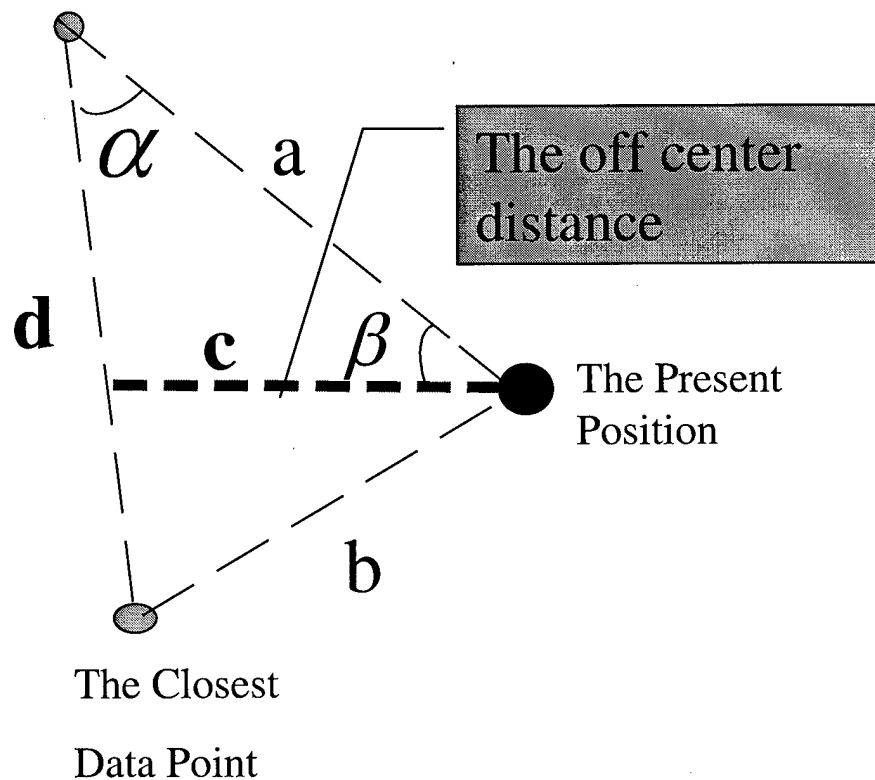 α
a
The off center
distance
d
c
β
The Present
Position
b
The Closest
Data Point